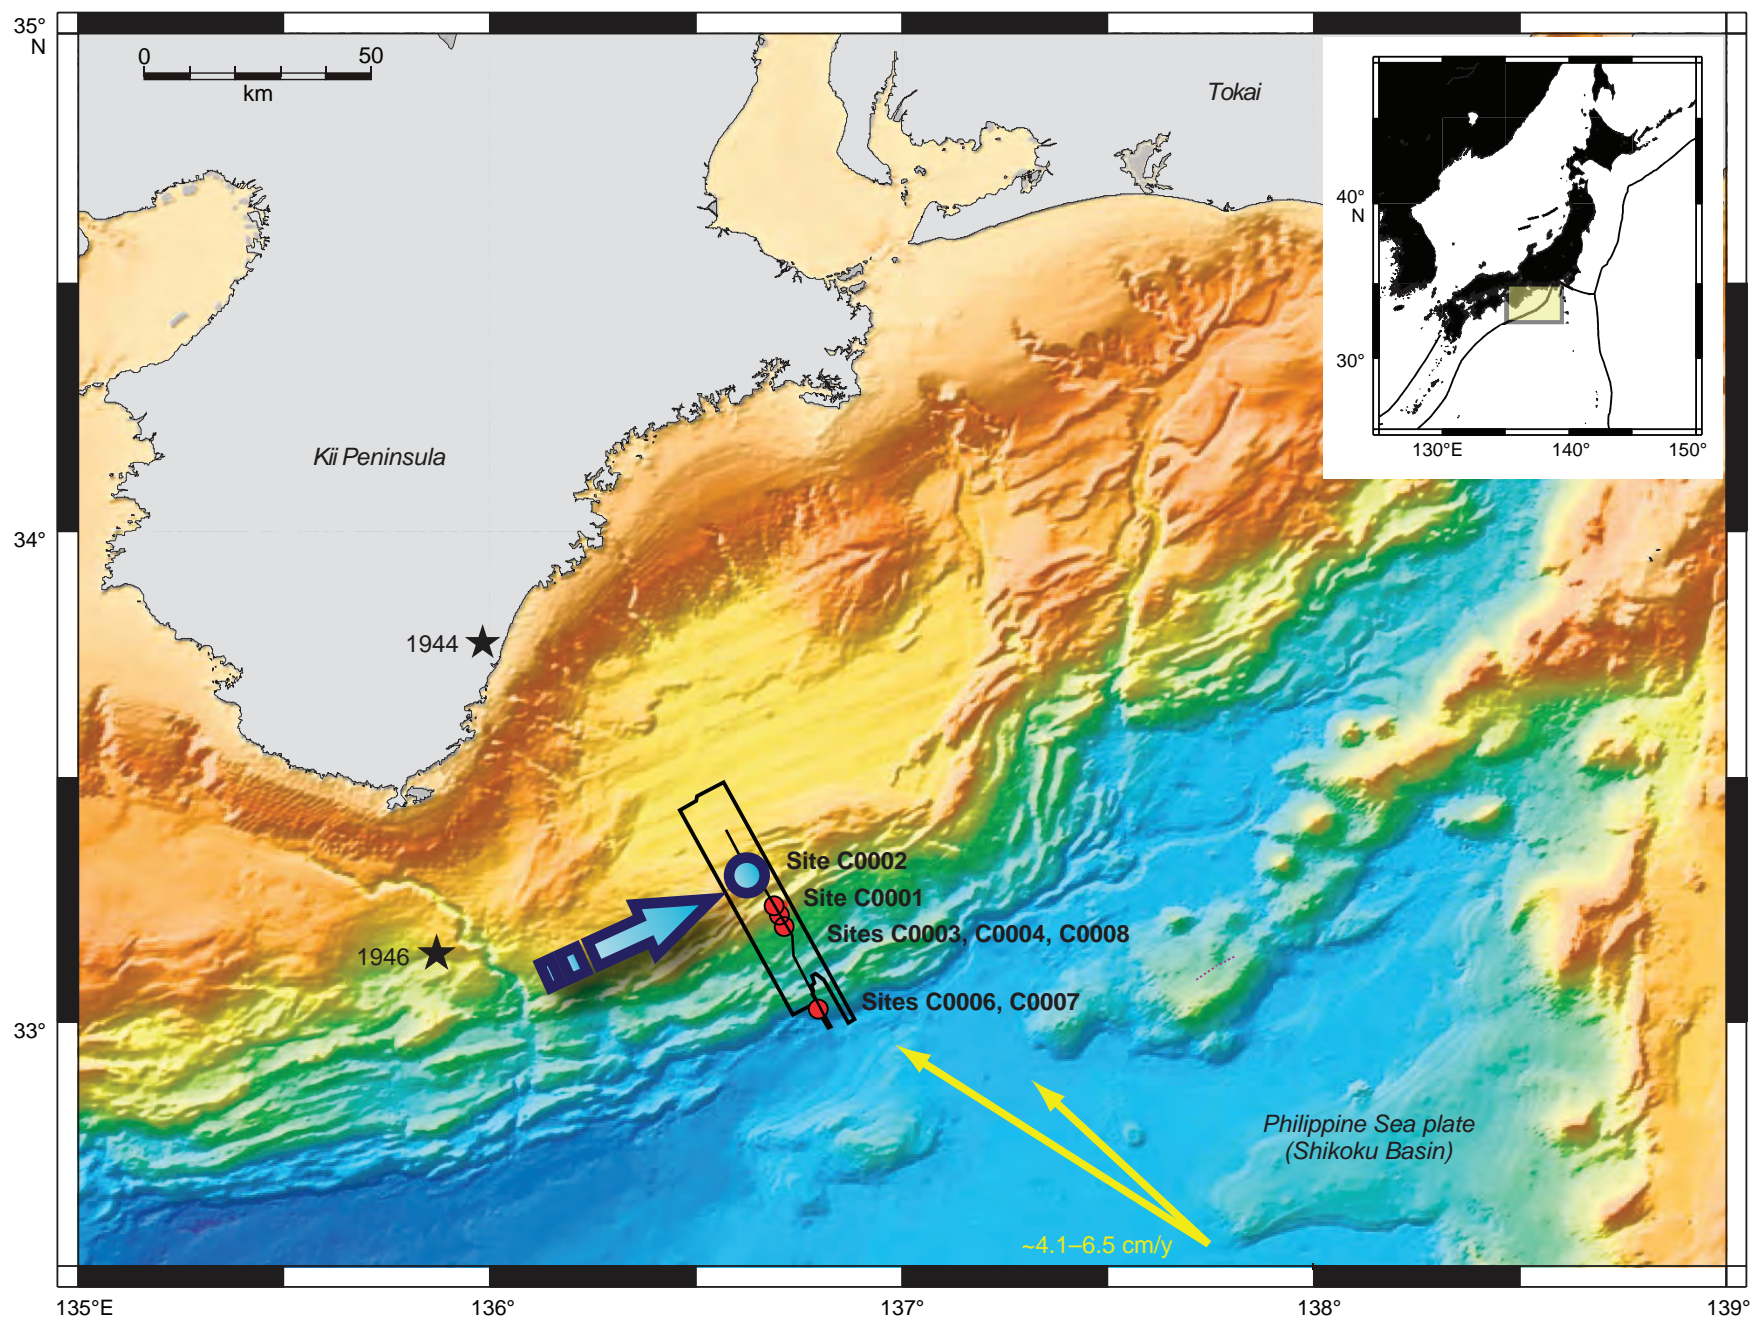 35°
N
0
50
km
Tokai
40°
N
30°
130°E
140°
150°
Kii Peninsula
34°
1944
Site C0002
Site C0001
Sites C0003, C0004, C0008
1946
Sites C0006, C0007
33°
Philippine Sea plate
(Shikoku Basin)
~4.1–6.5 cm/y
135°E
136°
137°
138°
139°